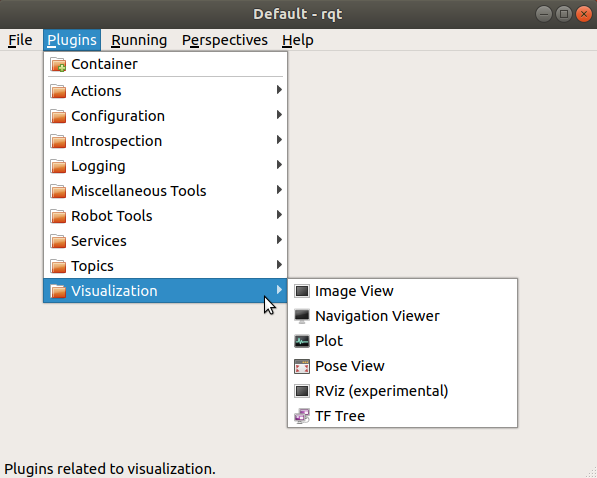 Default - rqt
File Plugins Running Perspectives Help
Container
Actions
Configuration
Introspection
Logging
Miscellaneous Tools
Robot Tools
Services
Topics
Visualization
Image View
Navigation Viewer
Plot
Pose View
RViz (experimental)
TF Tree
Plugins related to visualization.